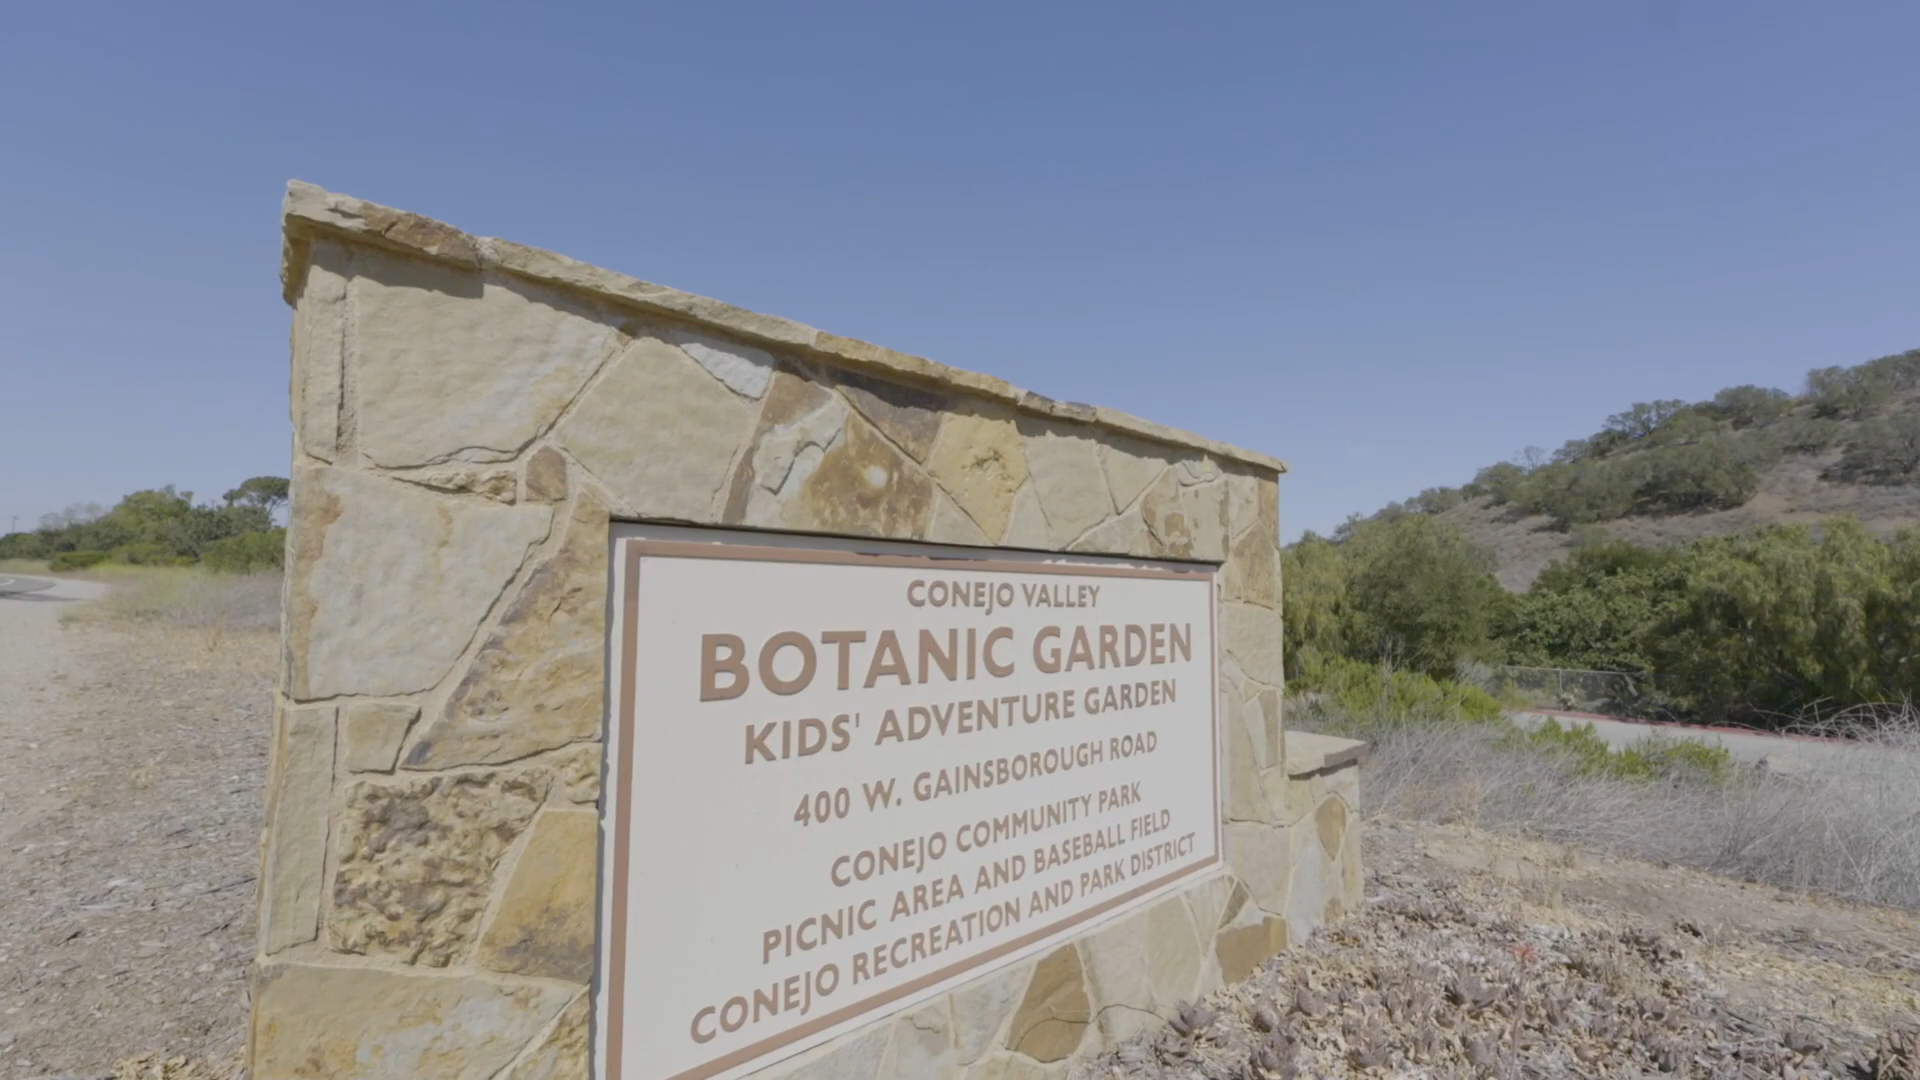 CONEJO VALLEY
BOTANIC GARDEN
KIDS' ADVENTURE GARDEN
400 W. GAINSBOROUGH ROAD
CONEJO COMMUNITY PARK
PICNIC AREA AND BASEBALL FIELD
CONEJO RECREATION AND PARK DISTRICT